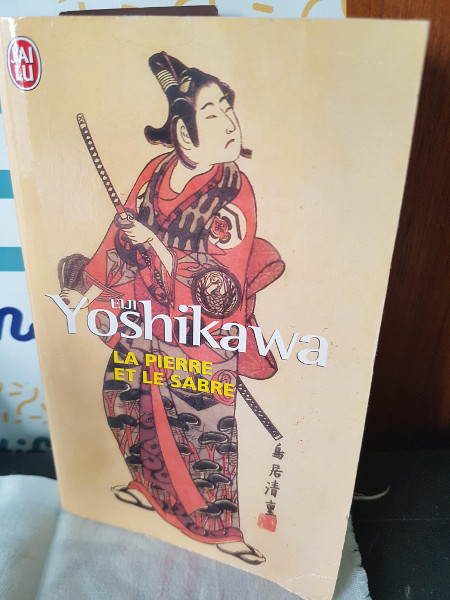 J'AI
LU
EIJI
Yoshikawa
LA PIERRE
ET LE SABRE
鳥
居
清
重